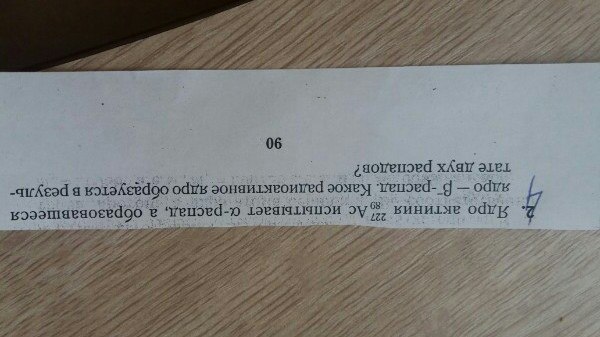 4
2. Ядро актиния ²²⁷₈₉Ac испытывает α-распад, а образовавшееся
ядро – β⁻-распад. Какое радиоактивное ядро образуется в резуль-
тате двух распадов?
90